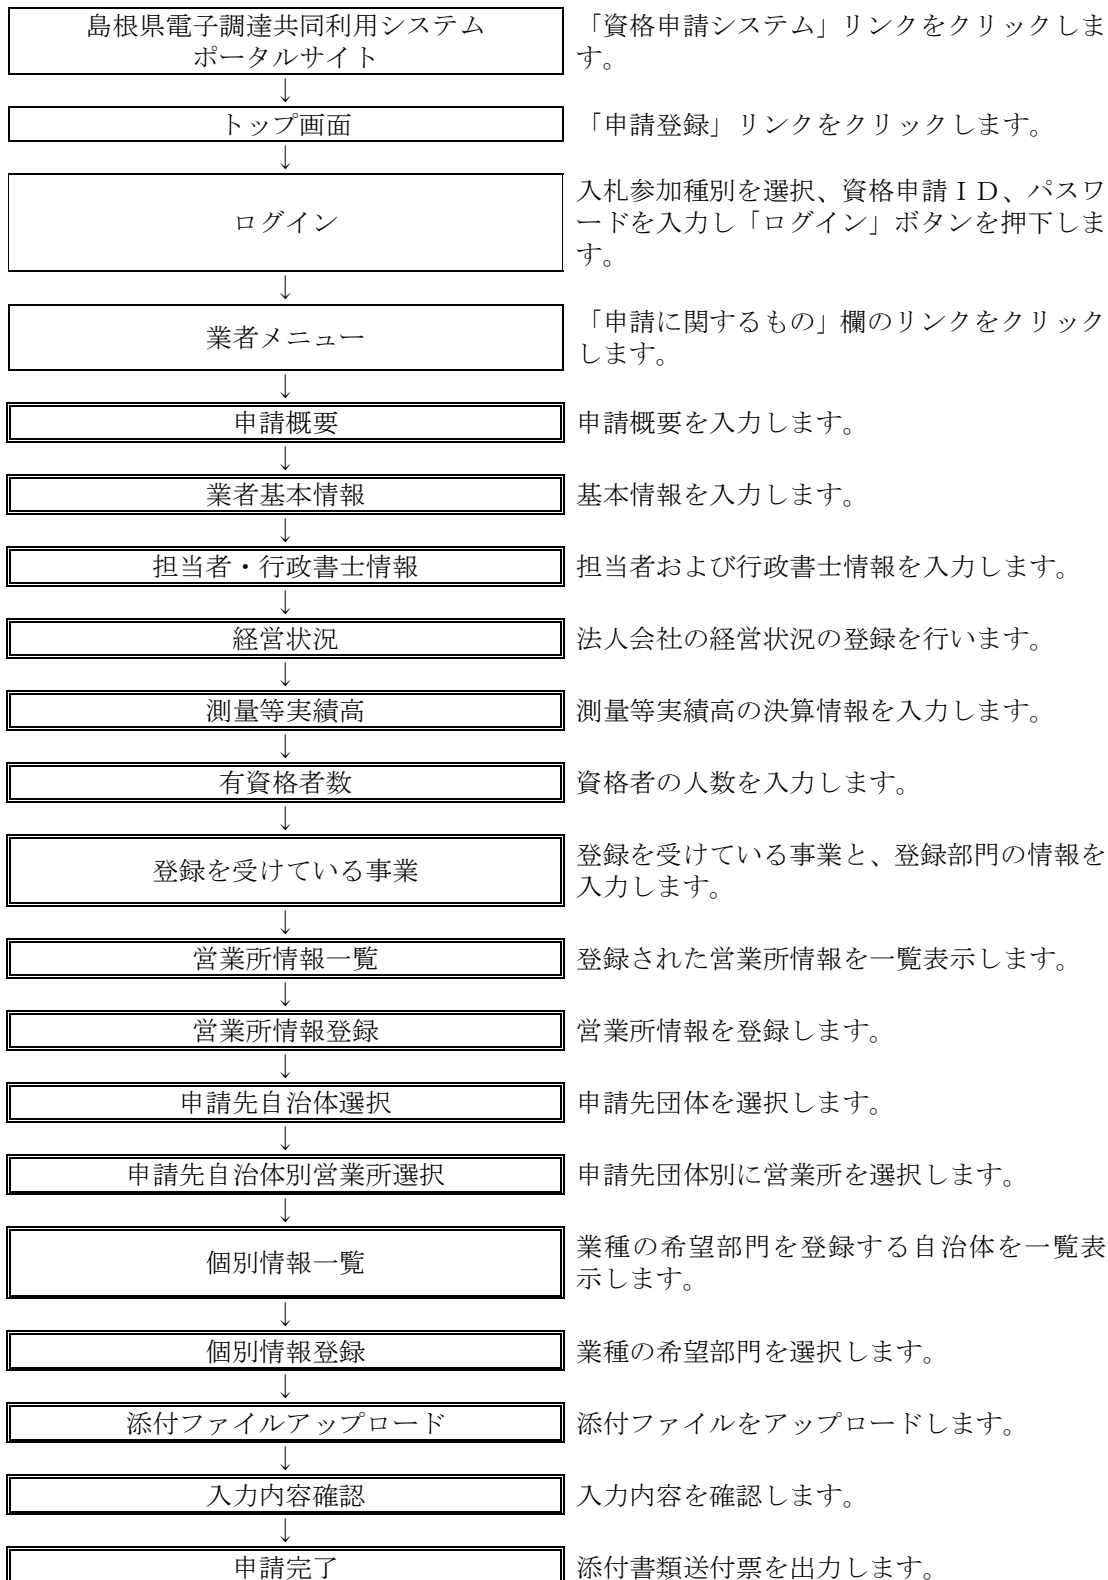 島根県電子調達共同利用システム
ポータルサイト
「資格申請システム」リンクをクリックしま
す。
↓
トップ画面
「申請登録」リンクをクリックします。
↓
ログイン
入札参加種別を選択、資格申請ＩＤ、パスワ
ードを入力し「ログイン」ボタンを押下しま
す。
↓
業者メニュー
「申請に関するもの」欄のリンクをクリック
します。
↓
申請概要
申請概要を入力します。
↓
業者基本情報
基本情報を入力します。
↓
担当者・行政書士情報
担当者および行政書士情報を入力します。
↓
経営状況
法人会社の経営状況の登録を行います。
↓
測量等実績高
測量等実績高の決算情報を入力します。
↓
有資格者数
資格者の人数を入力します。
↓
登録を受けている事業
登録を受けている事業と、登録部門の情報を
入力します。
↓
営業所情報一覧
登録された営業所情報を一覧表示します。
↓
営業所情報登録
営業所情報を登録します。
↓
申請先自治体選択
申請先団体を選択します。
↓
申請先自治体別営業所選択
申請先団体別に営業所を選択します。
↓
個別情報一覧
業種の希望部門を登録する自治体を一覧表
示します。
↓
個別情報登録
業種の希望部門を選択します。
↓
添付ファイルアップロード
添付ファイルをアップロードします。
↓
入力内容確認
入力内容を確認します。
↓
申請完了
添付書類送付票を出力します。